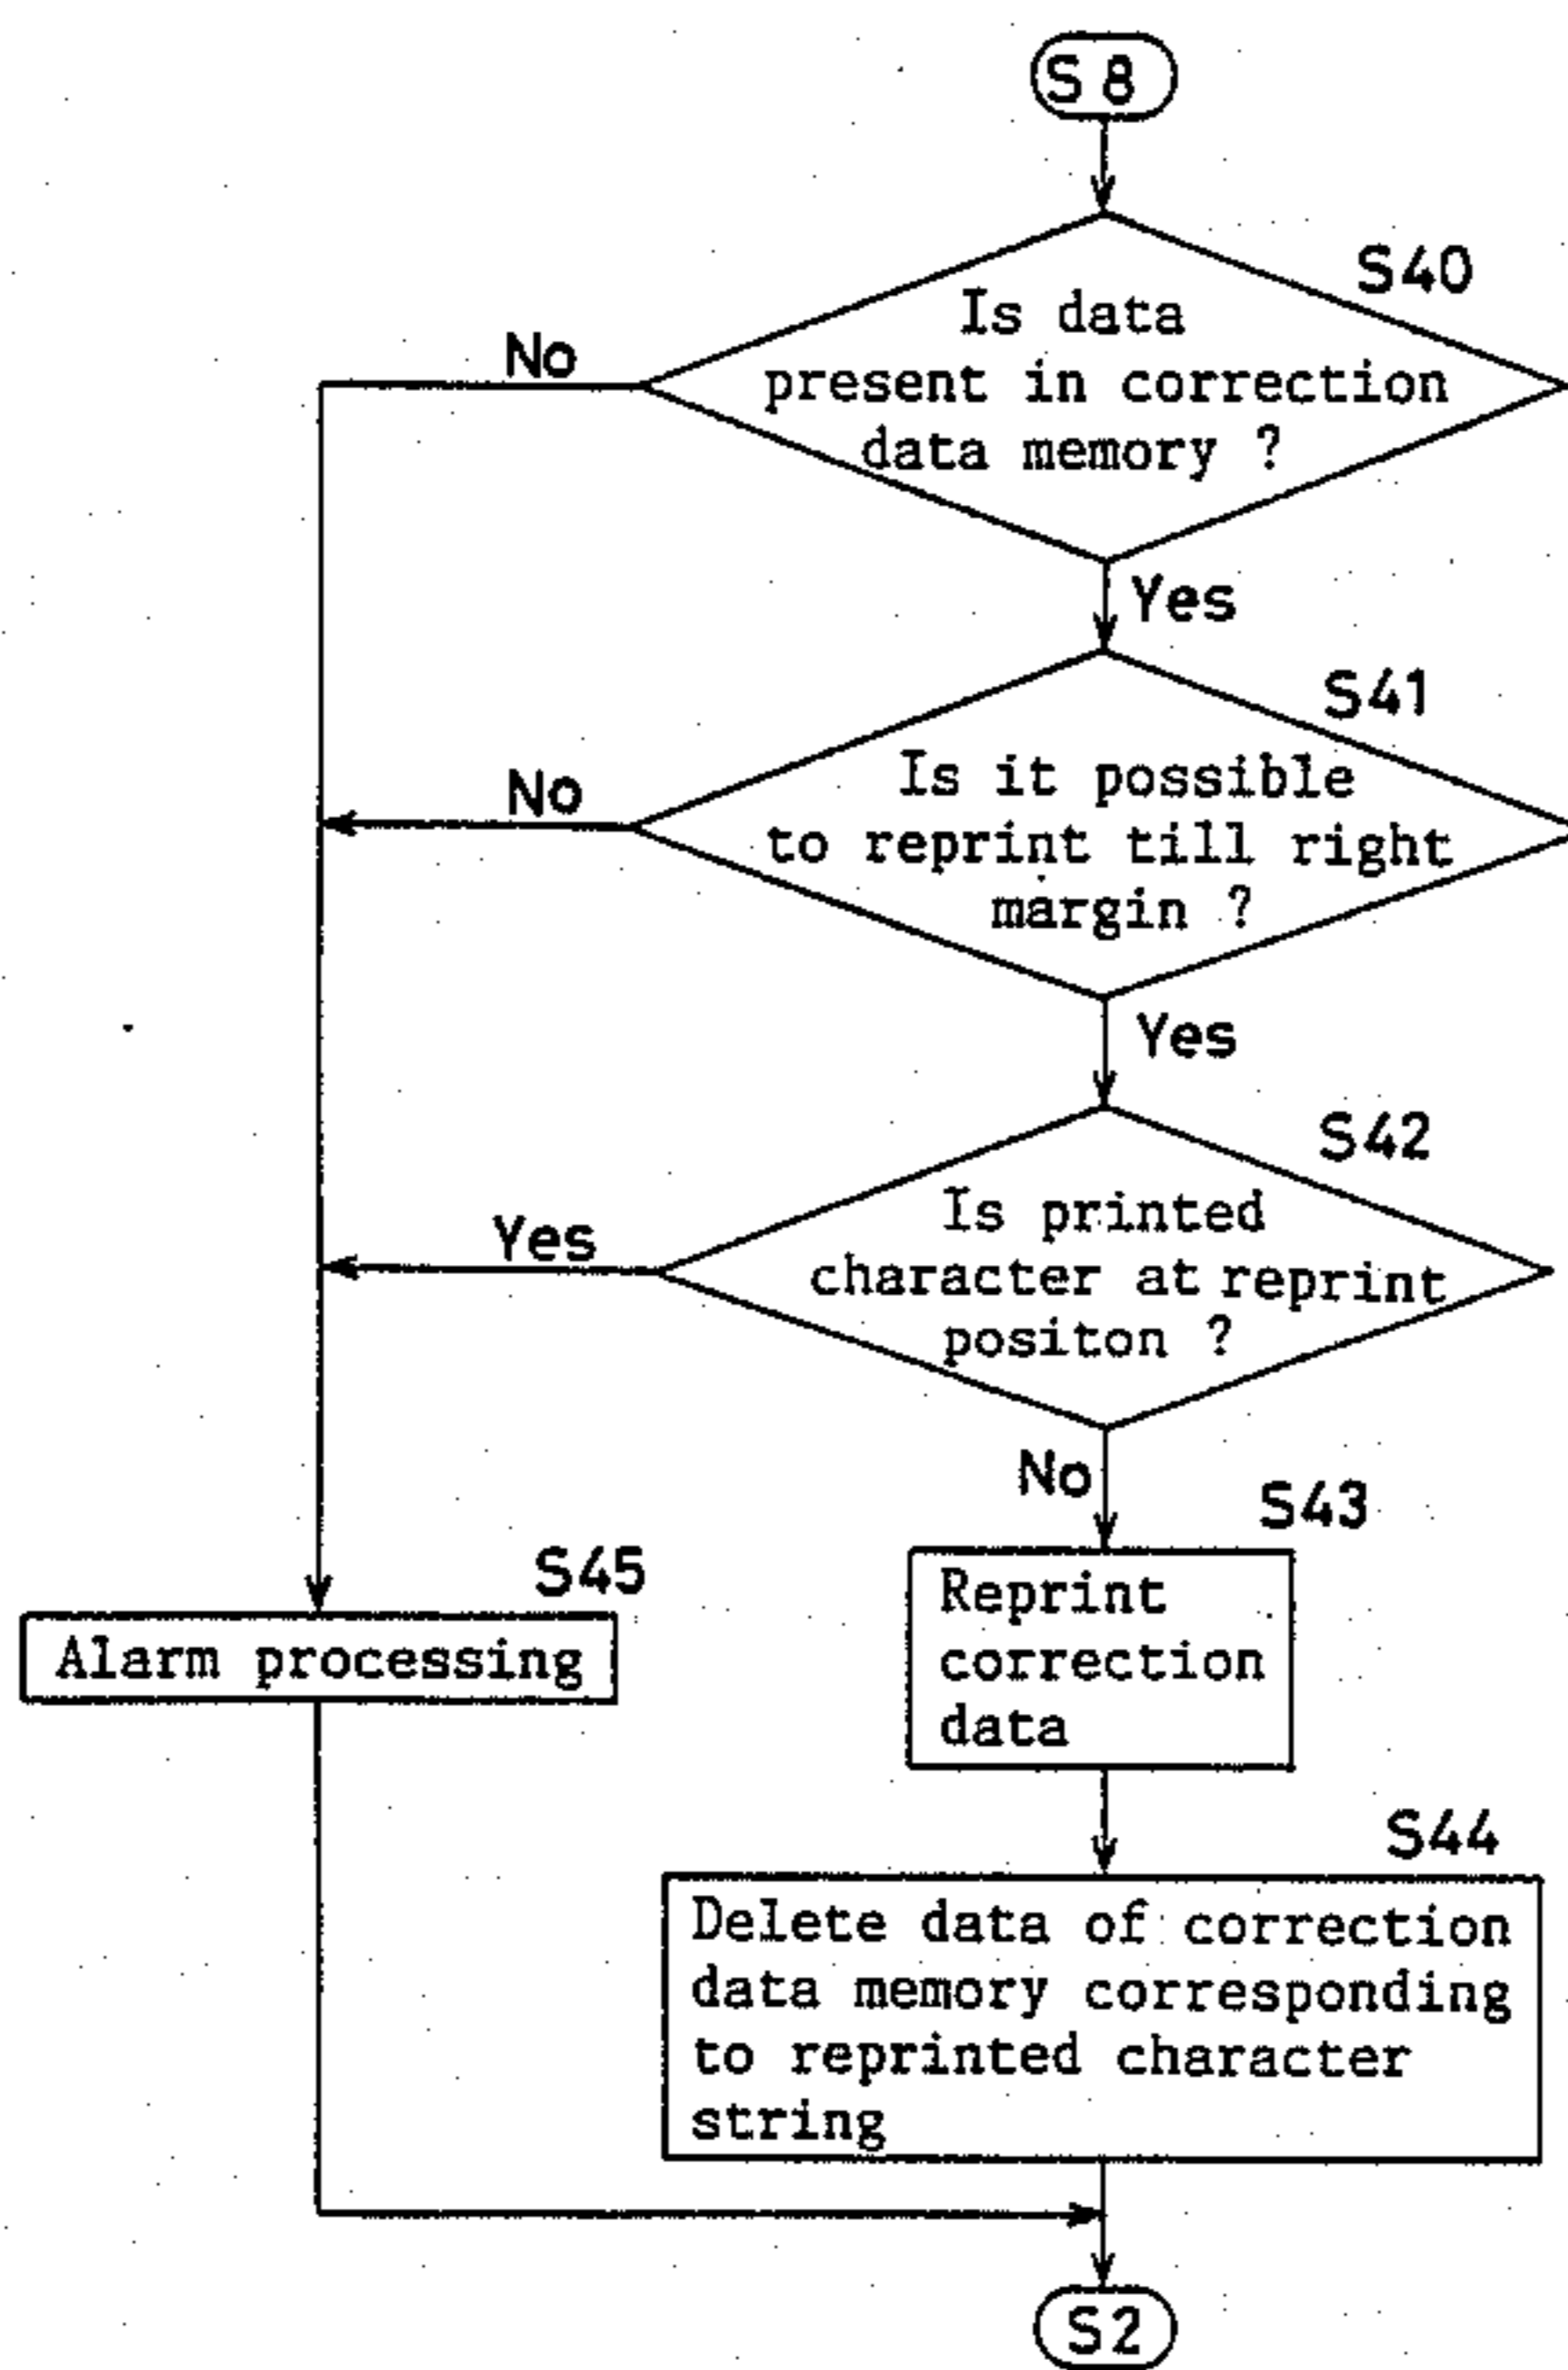 S8
S40
Is data
No
present in correction
data memory ?
Yes
S41
Is it possible
No
to reprint till right
margin ?
Yes
S42
Is printed
Yes
character at reprint
positon ?
No
S43
Reprint
correction
data
S45
Alarm processing
S44
Delete data of correction
data memory corresponding
to reprinted character
string
S2